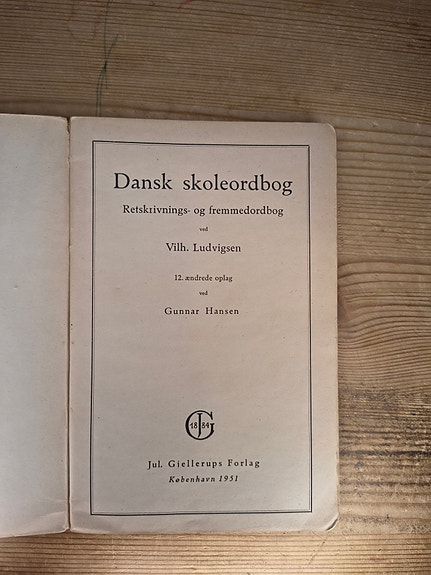 Dansk skoleordbog
Retskrivnings- og fremmedordbog
ved
Vilh. Ludvigsen
12. ændrede oplag
ved
Gunnar Hansen
18 JG 84
Jul. Gjellerups Forlag
København 1951